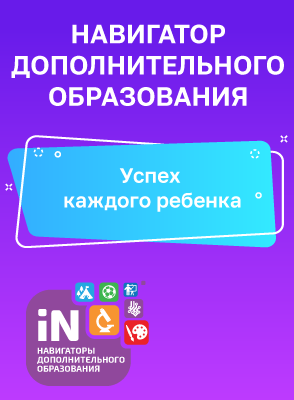 НАВИГАТОР
ДОПОЛНИТЕЛЬНОГО
ОБРАЗОВАНИЯ
Успех
каждого ребенка
iN
НАВИГАТОРЫ
ДОПОЛНИТЕЛЬНОГО
ОБРАЗОВАНИЯ